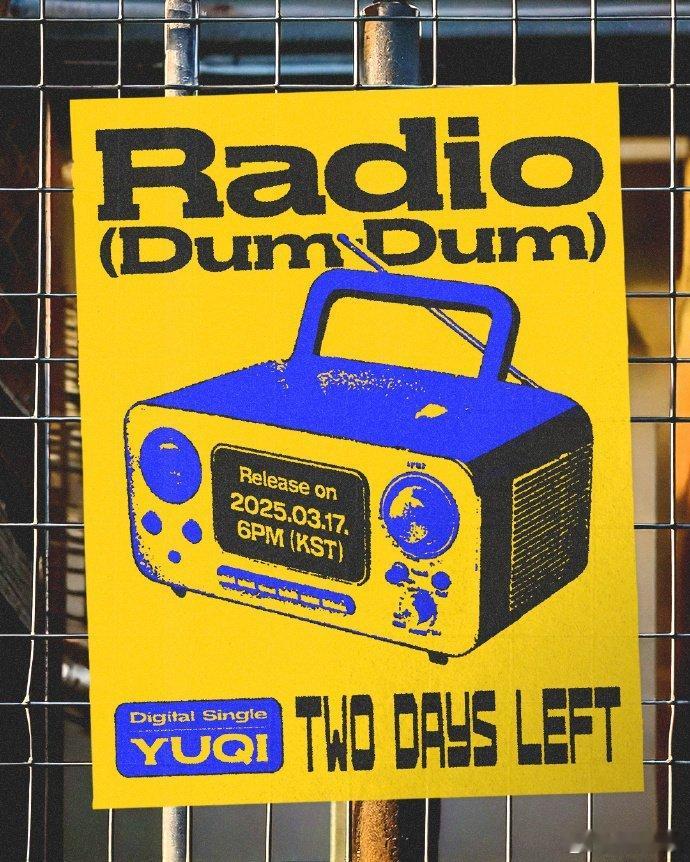 Radio
(Dum Dum)
Release on
2025.03.17.
6PM (KST)
Digital Single
YUQI
TWO DAYS LEFT